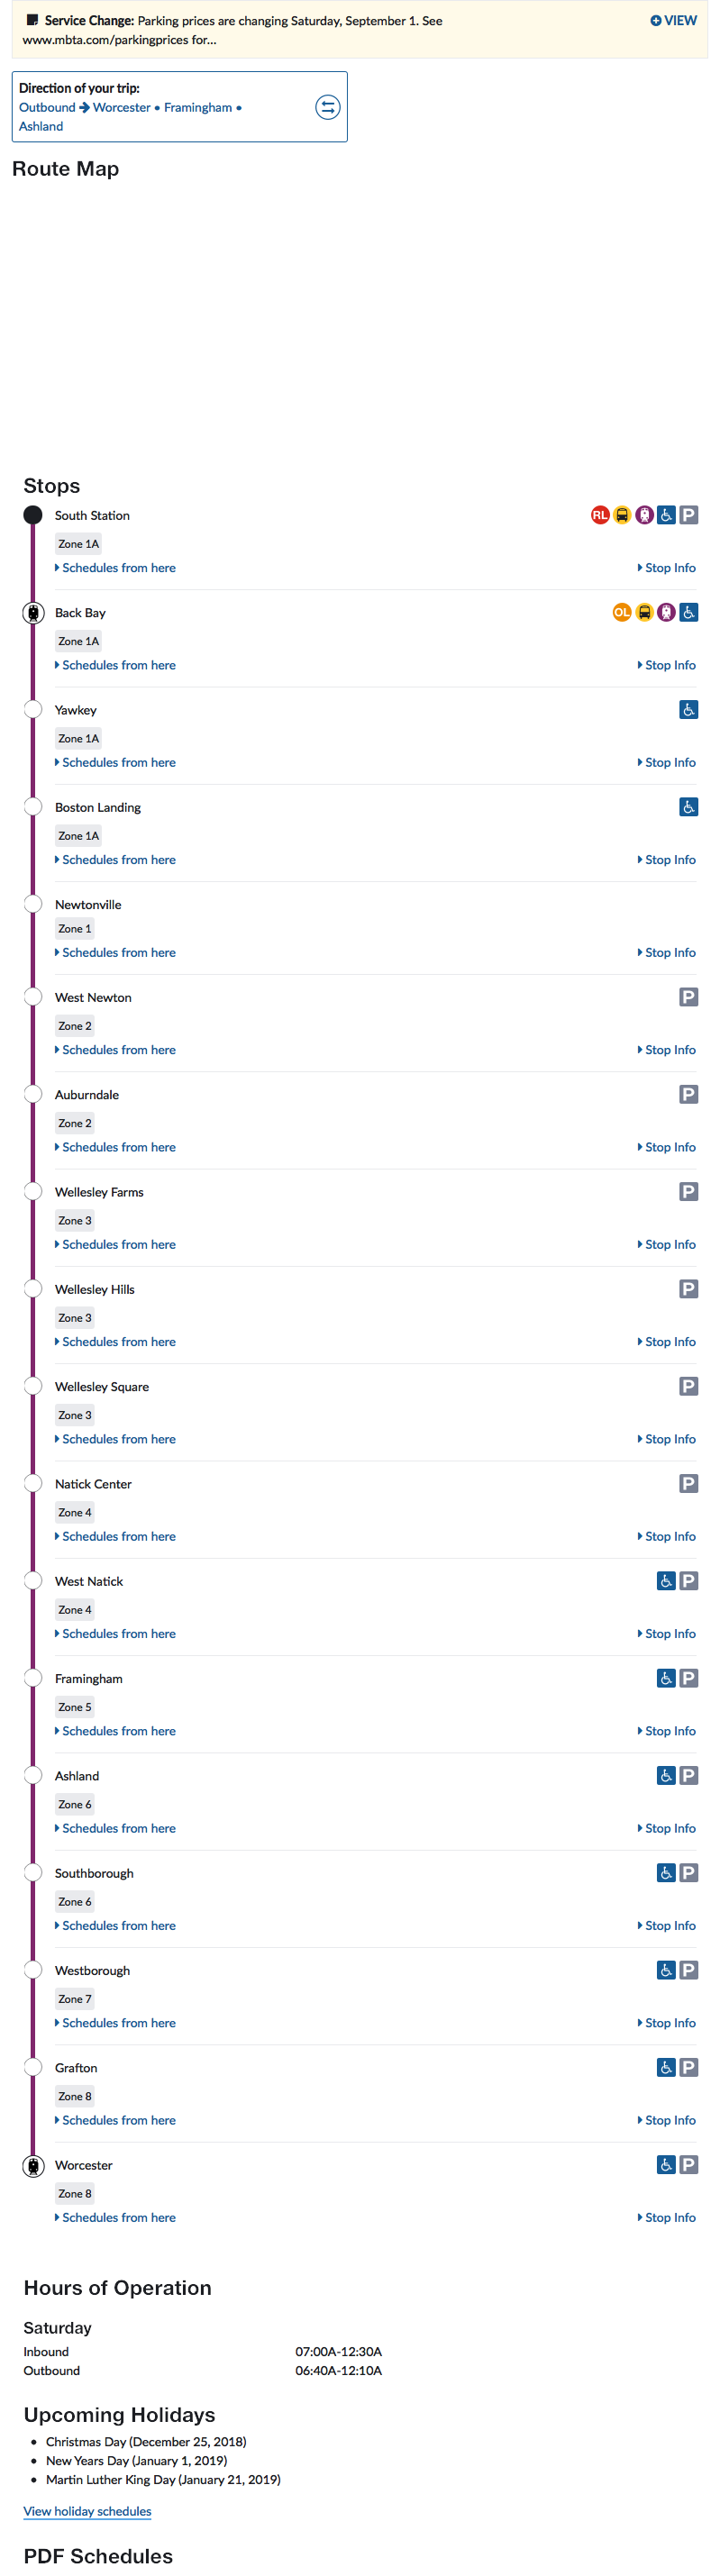 Service Change: Parking prices are changing Saturday, September 1. See
www.mbta.com/parkingprices for...
VIEW
Direction of your trip:
Outbound → Worcester • Framingham •
Ashland
Route Map
Stops
South Station
RL
P
Zone 1A
Schedules from here
Stop Info
Back Bay
OL
Zone 1A
Schedules from here
Stop Info
Yawkey
Zone 1A
Schedules from here
Stop Info
Boston Landing
Zone 1A
Schedules from here
Stop Info
Newtonville
Zone 1
Schedules from here
Stop Info
West Newton
P
Zone 2
Schedules from here
Stop Info
Auburndale
P
Zone 2
Schedules from here
Stop Info
Wellesley Farms
P
Zone 3
Schedules from here
Stop Info
Wellesley Hills
P
Zone 3
Schedules from here
Stop Info
Wellesley Square
P
Zone 3
Schedules from here
Stop Info
Natick Center
P
Zone 4
Schedules from here
Stop Info
West Natick
P
Zone 4
Schedules from here
Stop Info
Framingham
P
Zone 5
Schedules from here
Stop Info
Ashland
P
Zone 6
Schedules from here
Stop Info
Southborough
P
Zone 6
Schedules from here
Stop Info
Westborough
P
Zone 7
Schedules from here
Stop Info
Grafton
P
Zone 8
Schedules from here
Stop Info
Worcester
P
Zone 8
Schedules from here
Stop Info
Hours of Operation
Saturday
Inbound 07:00A-12:30A
Outbound 06:40A-12:10A
Upcoming Holidays
• Christmas Day (December 25, 2018)
• New Years Day (January 1, 2019)
• Martin Luther King Day (January 21, 2019)
View holiday schedules
PDF Schedules